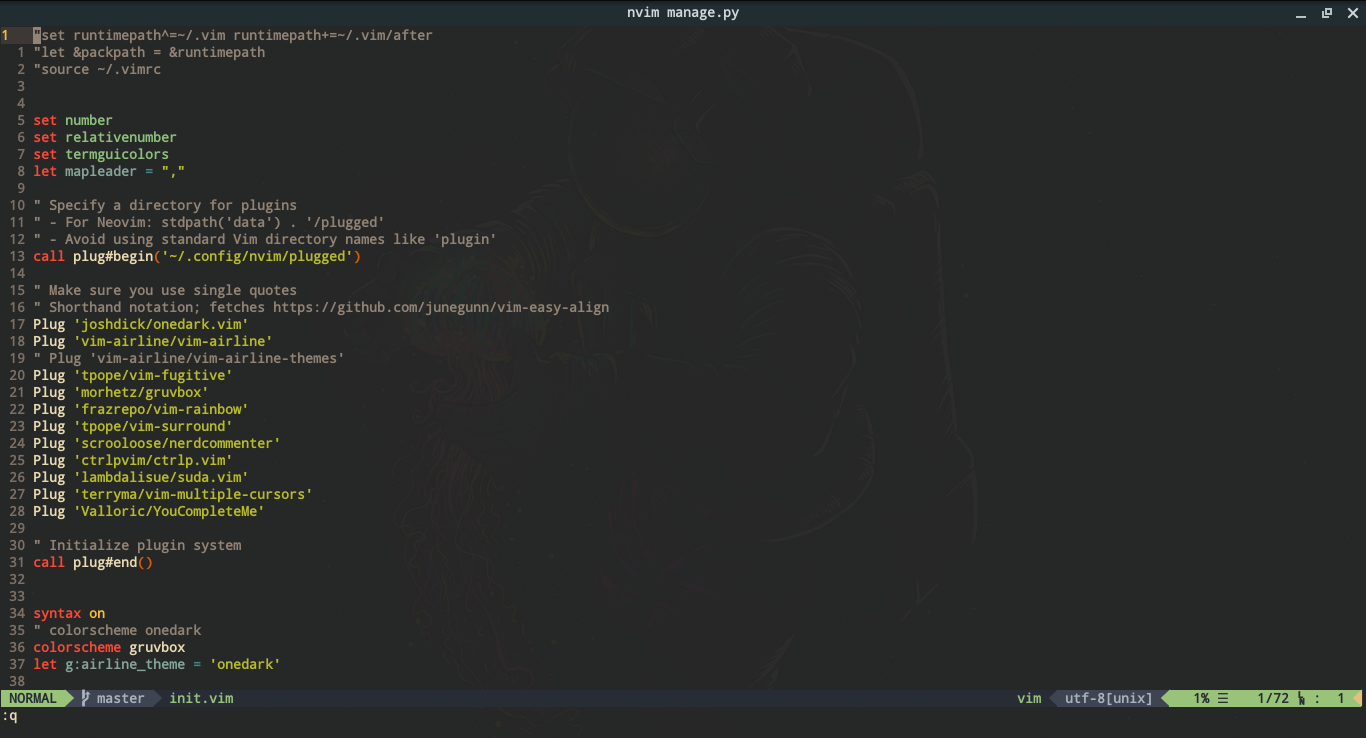 nvim manage.py
1 "set runtimepath^=~/.vim runtimepath+=~/.vim/after
1 "let &packpath = &runtimepath
2 "source ~/.vimrc
3
4
5 set number
6 set relativenumber
7 set termguicolors
8 let mapleader = ","
9
10 " Specify a directory for plugins
11 " - For Neovim: stdpath('data') . '/plugged'
12 " - Avoid using standard Vim directory names like 'plugin'
13 call plug#begin('~/.config/nvim/plugged')
14
15 " Make sure you use single quotes
16 " Shorthand notation; fetches https://github.com/junegunn/vim-easy-align
17 Plug 'joshdick/onedark.vim'
18 Plug 'vim-airline/vim-airline'
19 " Plug 'vim-airline/vim-airline-themes'
20 Plug 'tpope/vim-fugitive'
21 Plug 'morhetz/gruvbox'
22 Plug 'frazrepo/vim-rainbow'
23 Plug 'tpope/vim-surround'
24 Plug 'scrooloose/nerdcommenter'
25 Plug 'ctrlpvim/ctrlp.vim'
26 Plug 'lambdalisue/suda.vim'
27 Plug 'terryma/vim-multiple-cursors'
28 Plug 'Valloric/YouCompleteMe'
29
30 " Initialize plugin system
31 call plug#end()
32
33
34 syntax on
35 " colorscheme onedark
36 colorscheme gruvbox
37 let g:airline_theme = 'onedark'
38
NORMAL master init.vim vim utf-8[unix] 1% ☰ 1/72 ㏑ : 1
:q